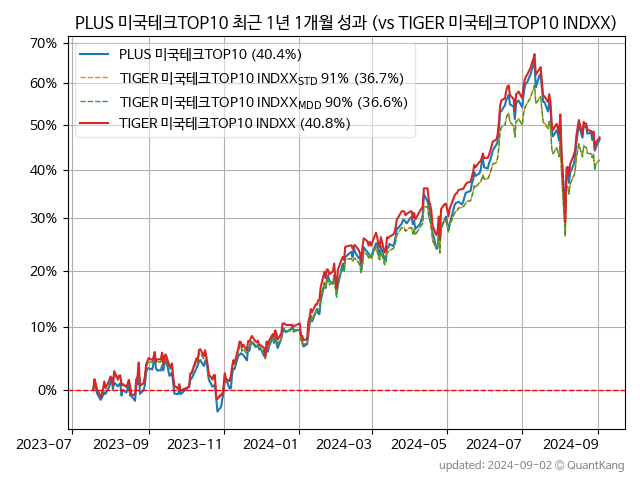 PLUS 미국테크TOP10 최근 1년 1개월 성과 (vs TIGER 미국테크TOP10 INDXX)
70%
60%
50%
40%
30%
20%
10%
0%
PLUS 미국테크TOP10 (40.4%)
TIGER 미국테크TOP10 INDXX_STD 91% (36.7%)
TIGER 미국테크TOP10 INDXX_MDD 90% (36.6%)
TIGER 미국테크TOP10 INDXX (40.8%)
2023-07 2023-09 2023-11 2024-01 2024-03 2024-05 2024-07 2024-09
updated: 2024-09-02 © QuantKang